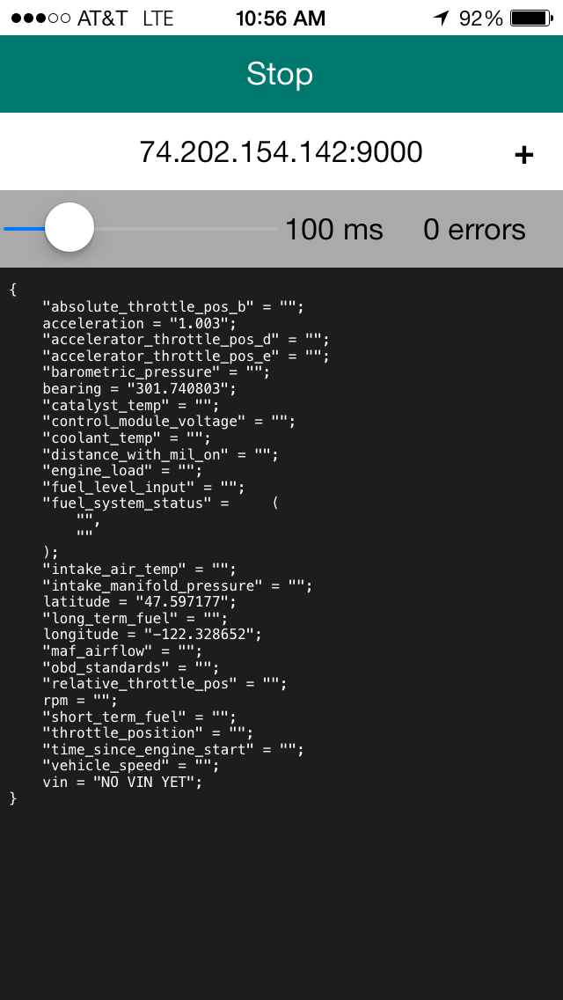 AT&T LTE 10:56 AM 92%
Stop
74.202.154.142:9000 +
100 ms 0 errors
{
    "absolute_throttle_pos_b" = "";
    acceleration = "1.003";
    "accelerator_throttle_pos_d" = "";
    "accelerator_throttle_pos_e" = "";
    "barometric_pressure" = "";
    bearing = "301.740803";
    "catalyst_temp" = "";
    "control_module_voltage" = "";
    "coolant_temp" = "";
    "distance_with_mil_on" = "";
    "engine_load" = "";
    "fuel_level_input" = "";
    "fuel_system_status" =     (
        "",
        ""
    );
    "intake_air_temp" = "";
    "intake_manifold_pressure" = "";
    latitude = "47.597177";
    "long_term_fuel" = "";
    longitude = "-122.328652";
    "maf_airflow" = "";
    "obd_standards" = "";
    "relative_throttle_pos" = "";
    rpm = "";
    "short_term_fuel" = "";
    "throttle_position" = "";
    "time_since_engine_start" = "";
    "vehicle_speed" = "";
    vin = "NO VIN YET";
}